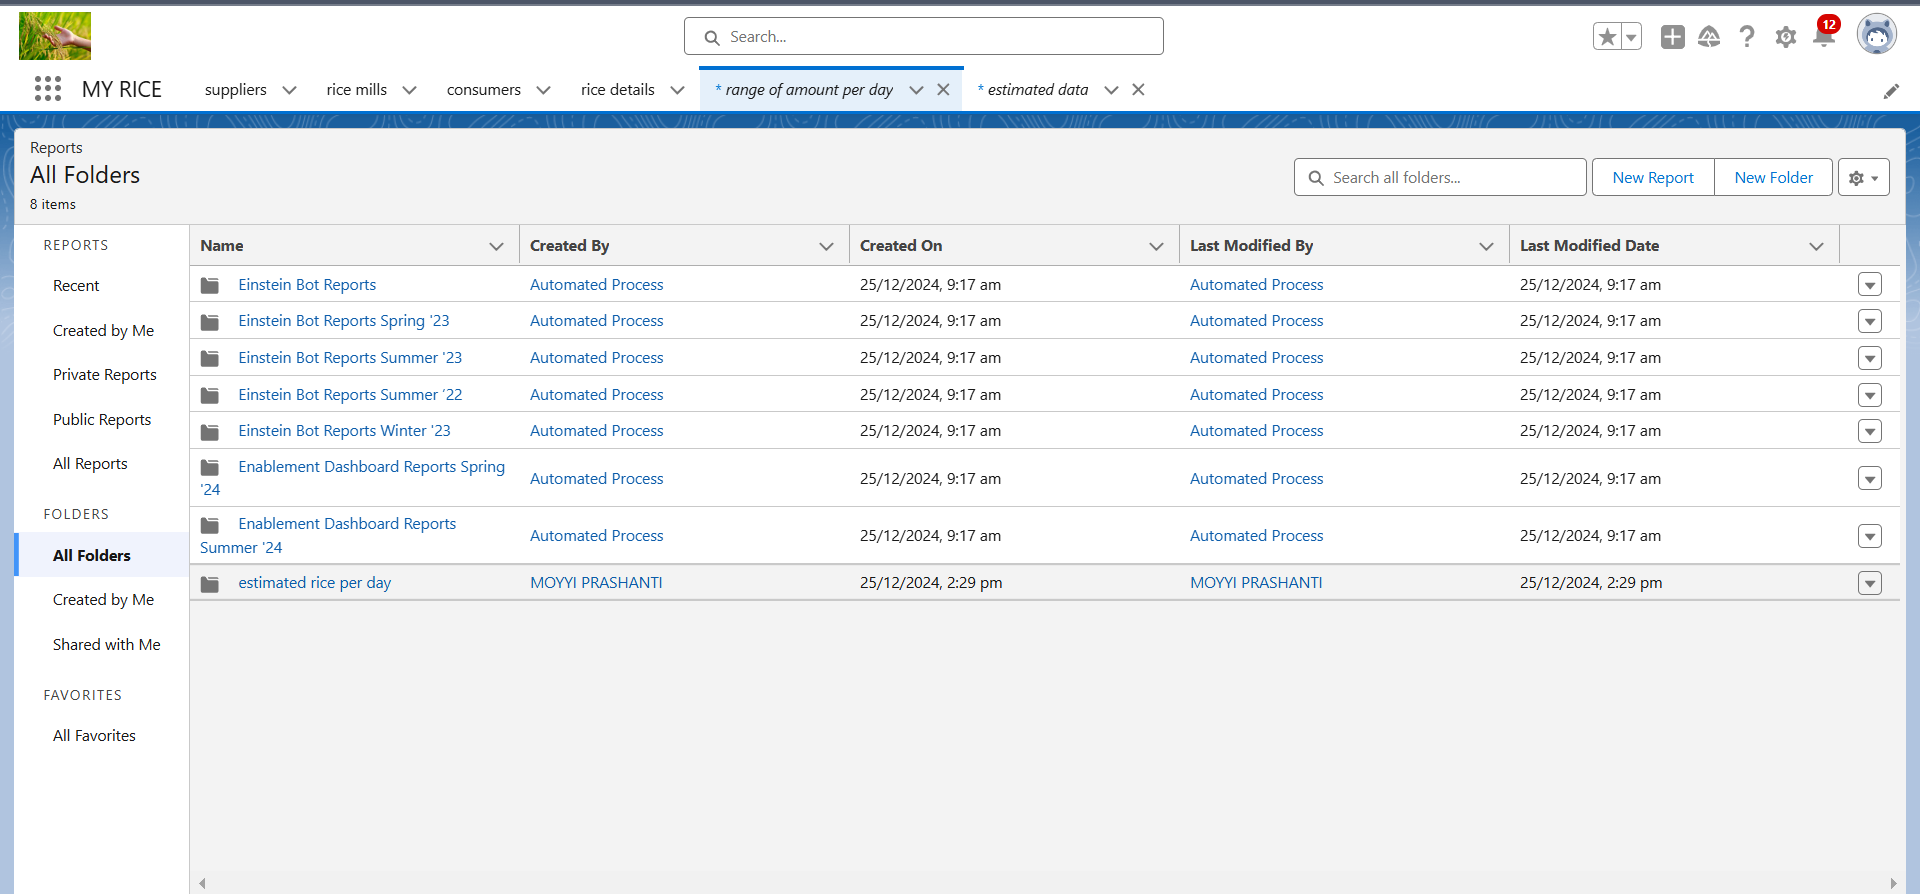 Search...
12
MY RICE suppliers rice mills consumers rice details * range of amount per day * estimated data
Reports
All Folders
8 items
Search all folders...
New Report
New Folder
REPORTS
Recent
Created by Me
Private Reports
Public Reports
All Reports
FOLDERS
All Folders
Created by Me
Shared with Me
FAVORITES
All Favorites
Name Created By Created On Last Modified By Last Modified Date
Einstein Bot Reports Automated Process 25/12/2024, 9:17 am Automated Process 25/12/2024, 9:17 am
Einstein Bot Reports Spring '23 Automated Process 25/12/2024, 9:17 am Automated Process 25/12/2024, 9:17 am
Einstein Bot Reports Summer '23 Automated Process 25/12/2024, 9:17 am Automated Process 25/12/2024, 9:17 am
Einstein Bot Reports Summer ‘22 Automated Process 25/12/2024, 9:17 am Automated Process 25/12/2024, 9:17 am
Einstein Bot Reports Winter '23 Automated Process 25/12/2024, 9:17 am Automated Process 25/12/2024, 9:17 am
Enablement Dashboard Reports Spring
'24 Automated Process 25/12/2024, 9:17 am Automated Process 25/12/2024, 9:17 am
Enablement Dashboard Reports
Summer '24 Automated Process 25/12/2024, 9:17 am Automated Process 25/12/2024, 9:17 am
estimated rice per day MOYYI PRASHANTI 25/12/2024, 2:29 pm MOYYI PRASHANTI 25/12/2024, 2:29 pm